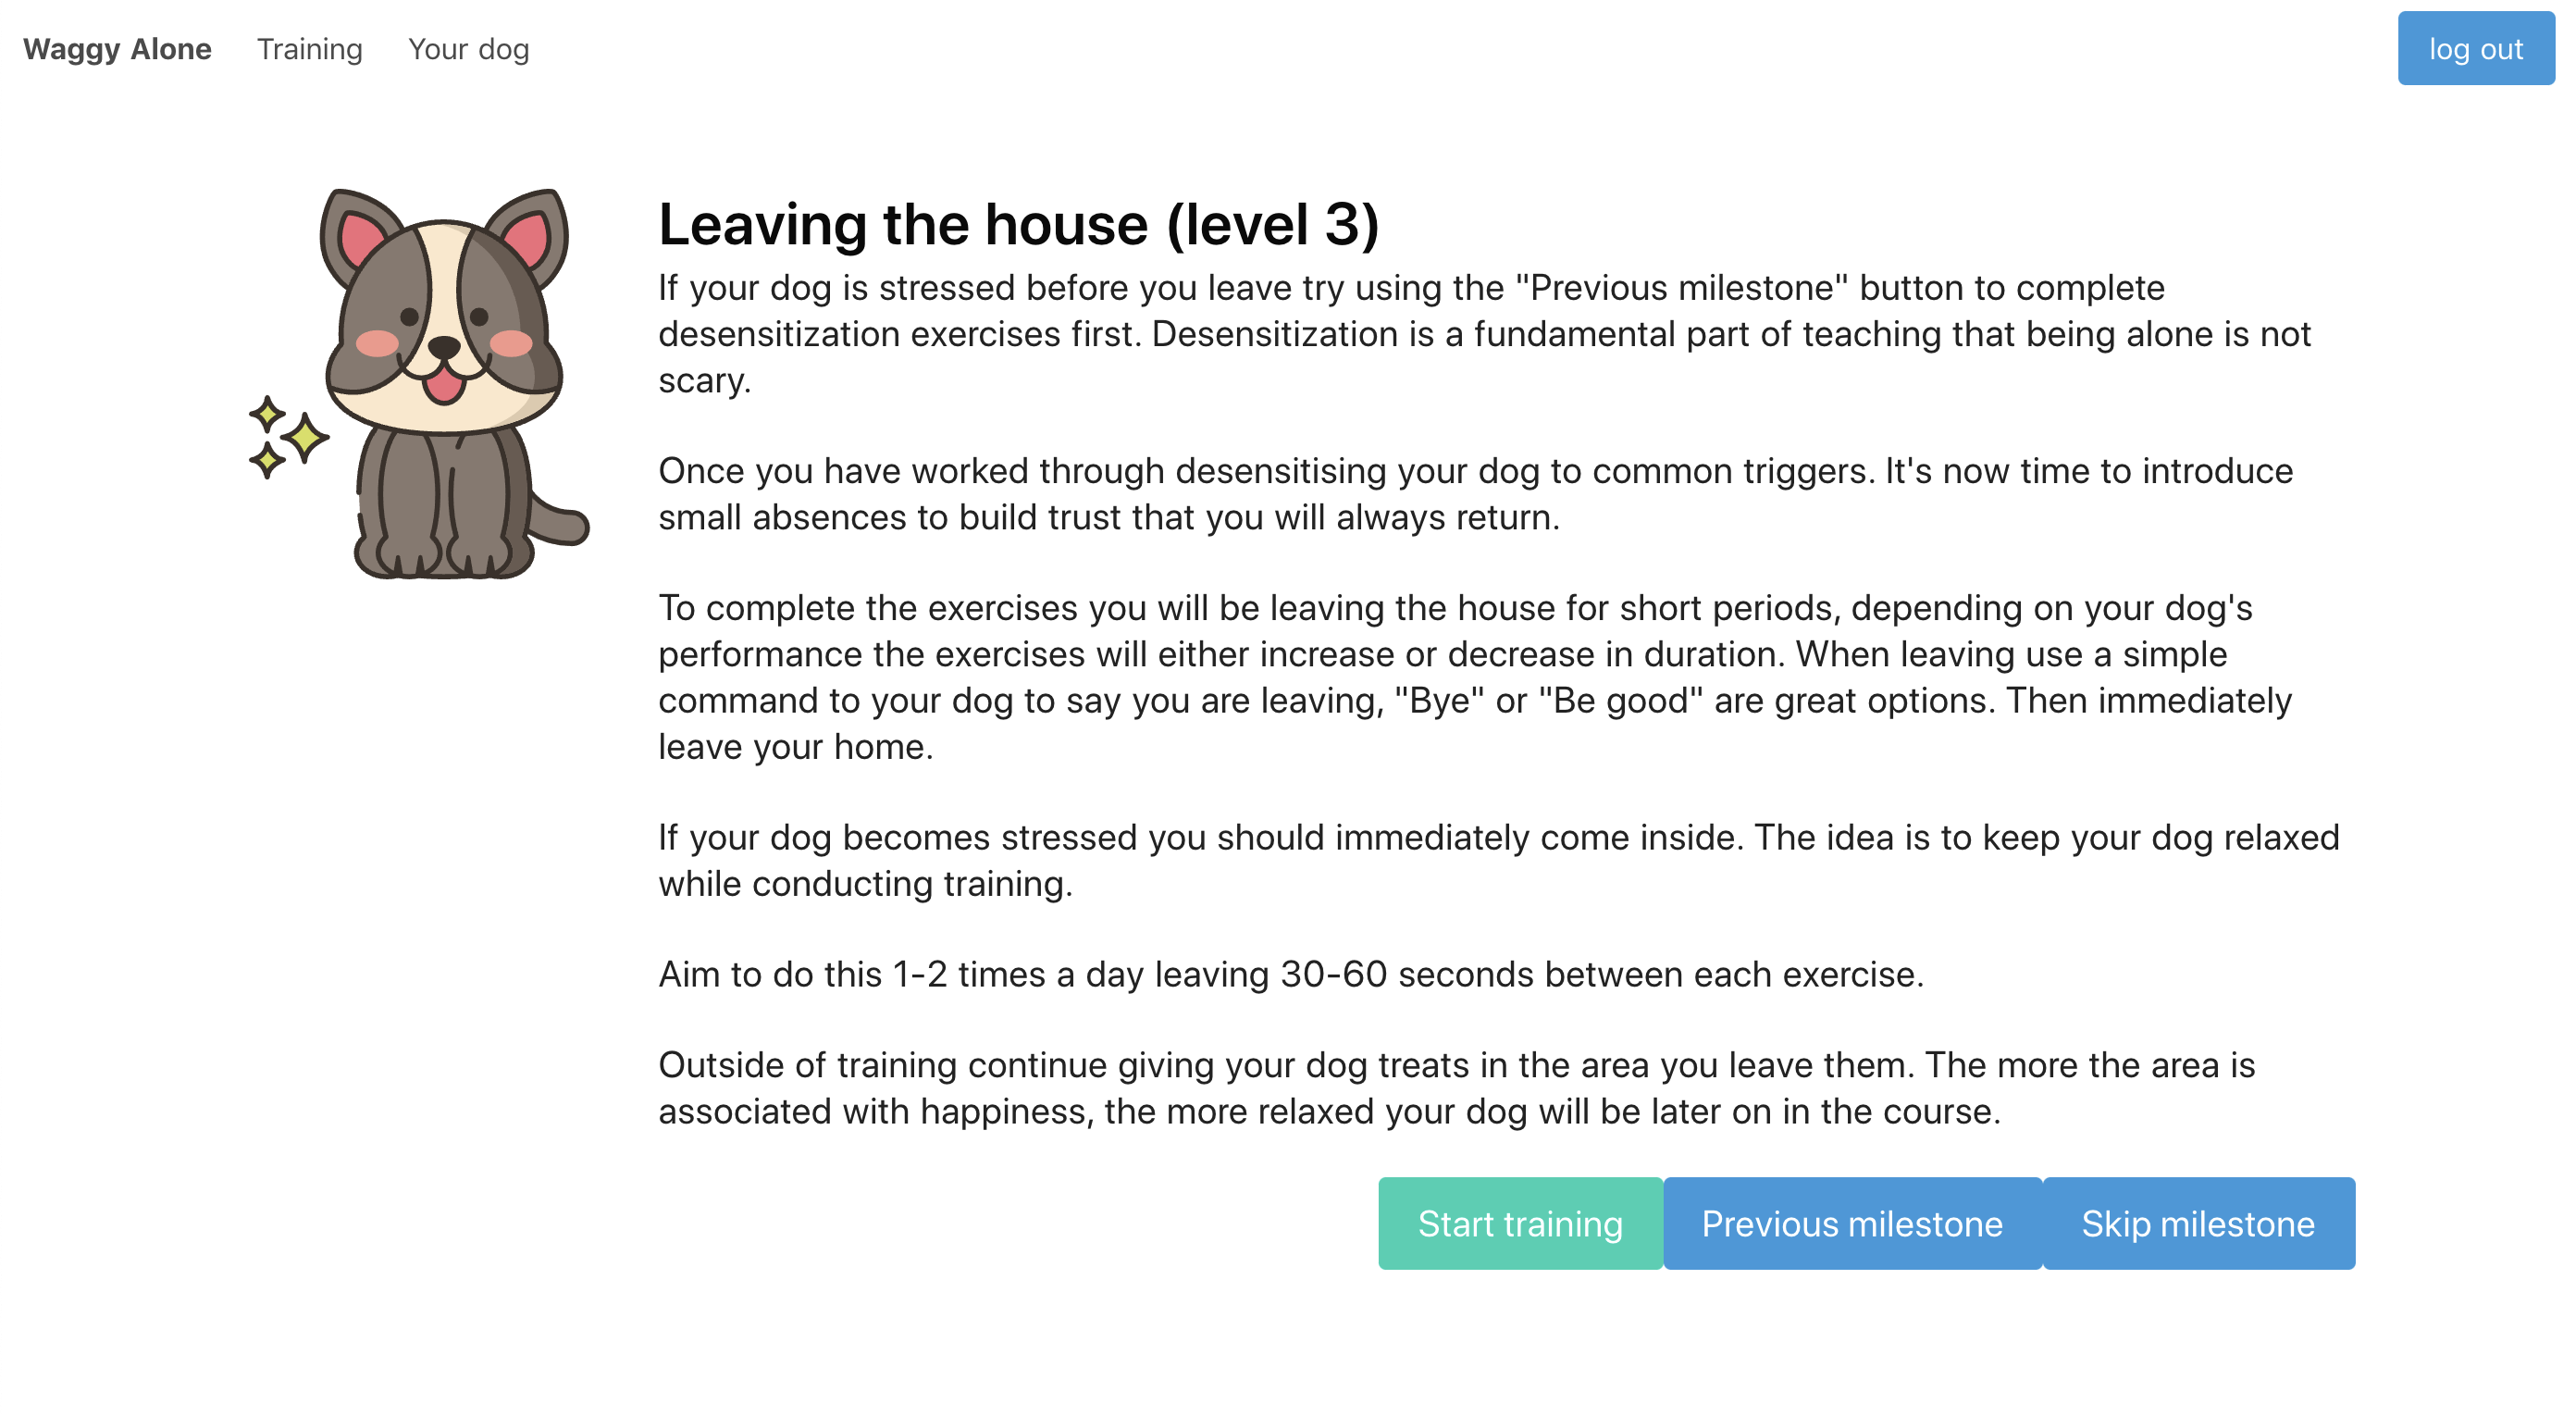 Waggy Alone Training Your dog log out
Leaving the house (level 3)
If your dog is stressed before you leave try using the "Previous milestone" button to complete
desensitization exercises first. Desensitization is a fundamental part of teaching that being alone is not
scary.
Once you have worked through desensitising your dog to common triggers. It's now time to introduce
small absences to build trust that you will always return.
To complete the exercises you will be leaving the house for short periods, depending on your dog's
performance the exercises will either increase or decrease in duration. When leaving use a simple
command to your dog to say you are leaving, "Bye" or "Be good" are great options. Then immediately
leave your home.
If your dog becomes stressed you should immediately come inside. The idea is to keep your dog relaxed
while conducting training.
Aim to do this 1-2 times a day leaving 30-60 seconds between each exercise.
Outside of training continue giving your dog treats in the area you leave them. The more the area is
associated with happiness, the more relaxed your dog will be later on in the course.
Start training Previous milestone Skip milestone